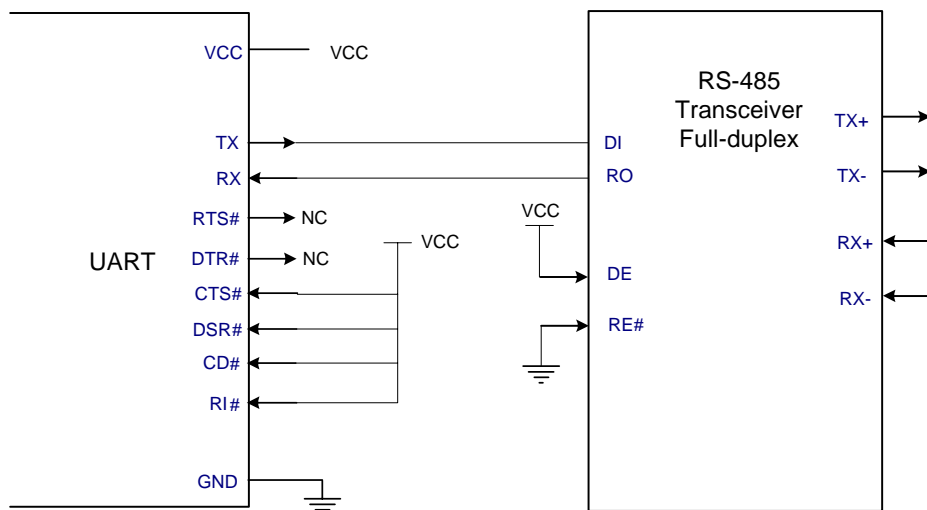 VCC VCC
TX
RX
RTS# NC
DTR# NC
UART
CTS#
DSR#
CD#
RI#
GND
VCC
VCC
RS-485
Transceiver
Full-duplex
DI
RO
DE
RE#
TX+
TX-
RX+
RX-